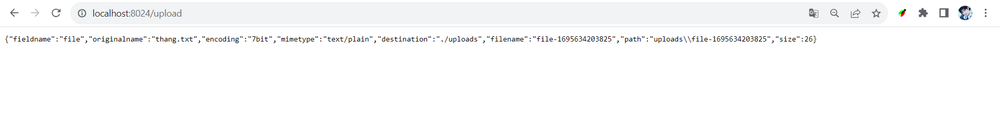 localhost:8024/upload
{"fieldname":"file","originalname":"thang.txt","encoding":"7bit","mimetype":"text/plain","destination":"./uploads","filename":"file-1695634203825","path":"uploads\\file-1695634203825","size":26}